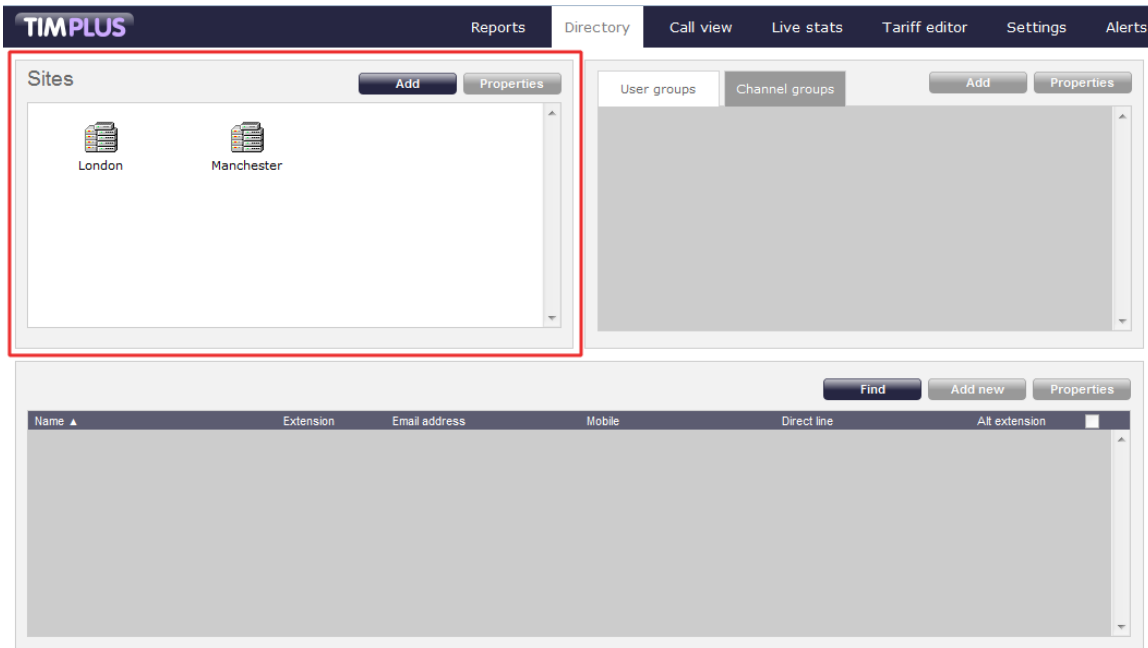 TIMPLUS
Reports Directory Call view Live stats Tariff editor Settings Alerts
Sites Add Properties
London Manchester
User groups Channel groups Add Properties
Find Add new Properties
Name ▲ Extension Email address Mobile Direct line Alt extension